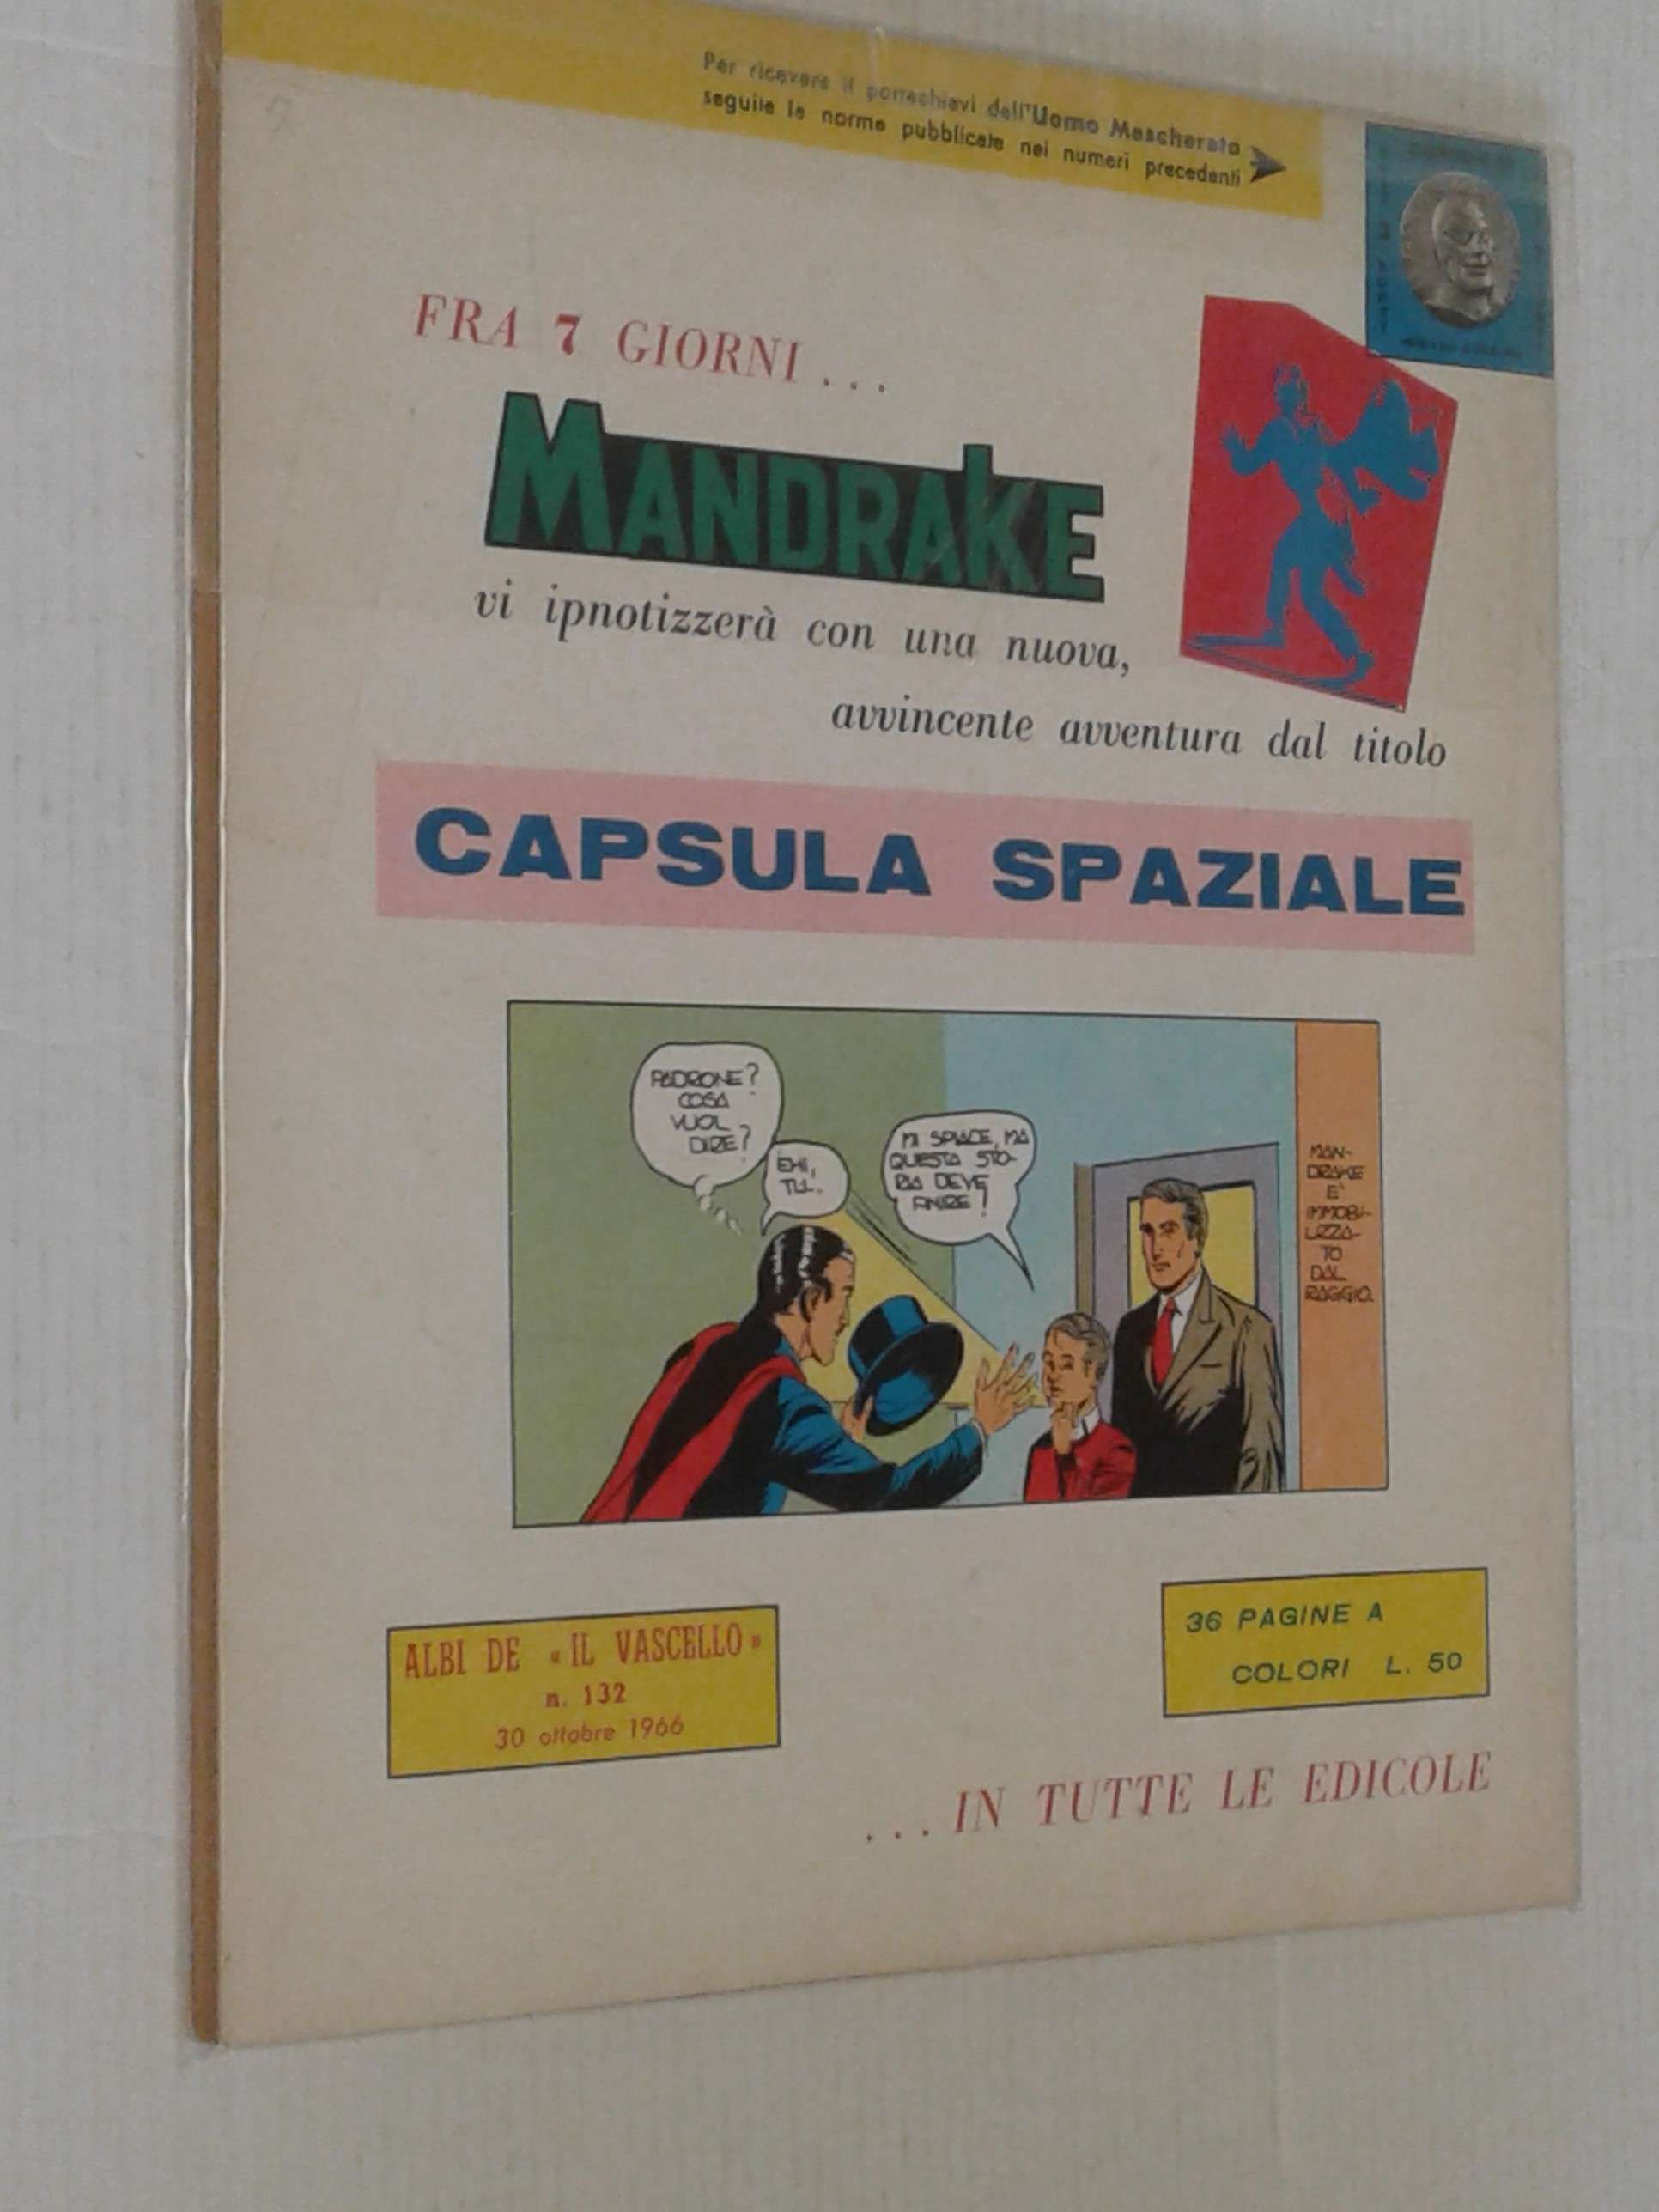 Per ricevere il portachiavi dell'Uomo Mascherato
seguite le norme pubblicate nei numeri precedenti
FRA 7 GIORNI . . .
MANDRAKE
vi ipnotizzerà con una nuova,
avvincente avventura dal titolo
CAPSULA SPAZIALE
PADRONE?
COSA
VUOL
DIRE?
EHI,
TU.
MI SPIACE, MA
QUESTA STO-
RIA DEVE
FINIRE!
MAN-
DRAKE
E'
IMMOBI-
LIZZA-
TO
DAL
RAGGIO.
ALBI DE «IL VASCELLO»
n. 132
30 ottobre 1966
36 PAGINE A
COLORI L. 50
. . . IN TUTTE LE EDICOLE